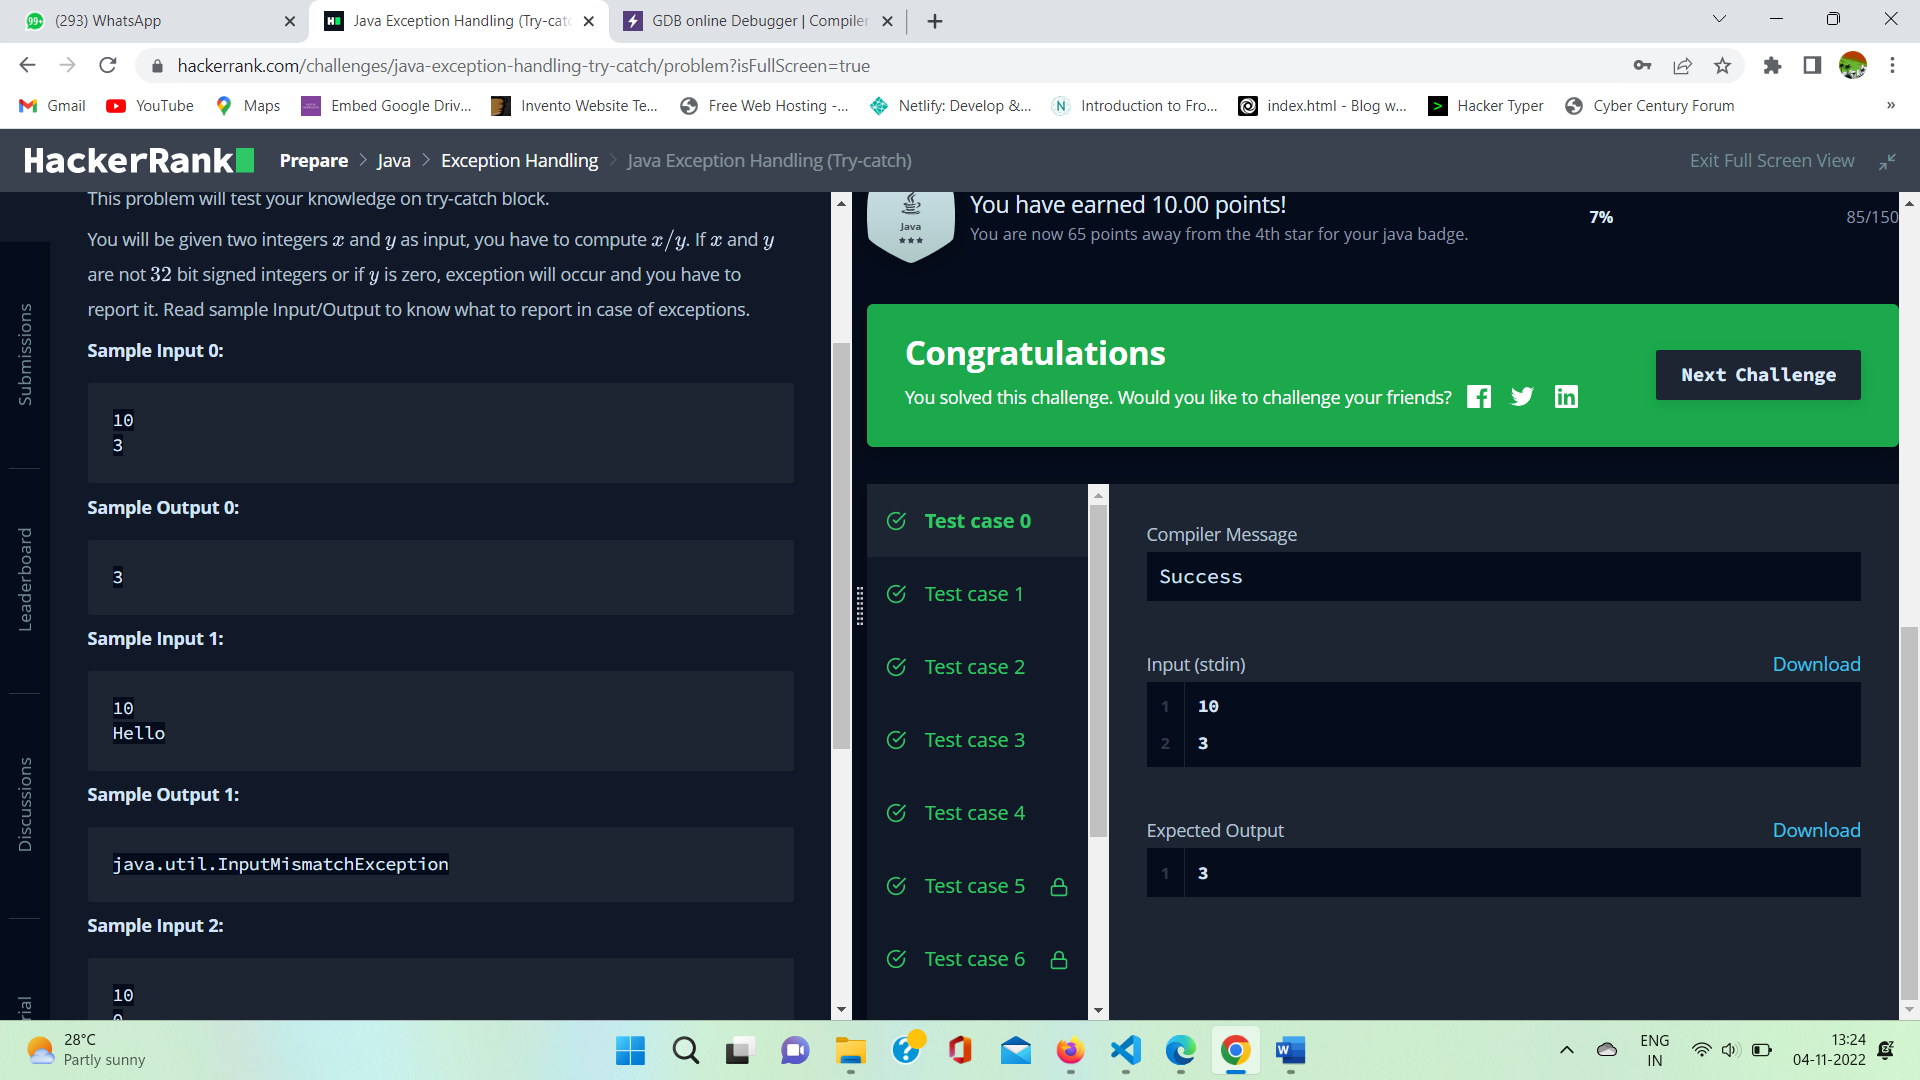 (293) WhatsApp
Java Exception Handling (Try-catc
GDB online Debugger | Compiler
hackerrank.com/challenges/java-exception-handling-try-catch/problem?isFullScreen=true
Gmail
YouTube
Maps
Embed Google Driv...
Invento Website Te...
Free Web Hosting -...
Netlify: Develop &...
Introduction to Fro...
index.html - Blog w...
Hacker Typer
Cyber Century Forum
»
HackerRank
Prepare > Java > Exception Handling > Java Exception Handling (Try-catch)
Exit Full Screen View
Submissions
Leaderboard
Discussions
rial
This problem will test your knowledge on try-catch block.
You will be given two integers x and y as input, you have to compute x/y. If x and y
are not 32 bit signed integers or if y is zero, exception will occur and you have to
report it. Read sample Input/Output to know what to report in case of exceptions.
Sample Input 0:
10
3
Sample Output 0:
3
Sample Input 1:
10
Hello
Sample Output 1:
java.util.InputMismatchException
Sample Input 2:
10
0
Java
You have earned 10.00 points!
You are now 65 points away from the 4th star for your java badge.
7%
85/150
Congratulations
You solved this challenge. Would you like to challenge your friends?
Next Challenge
Test case 0
Test case 1
Test case 2
Test case 3
Test case 4
Test case 5
Test case 6
Compiler Message
Success
Input (stdin)
Download
1 10
2 3
Expected Output
Download
1 3
28°C
Partly sunny
ENG
IN
13:24
04-11-2022